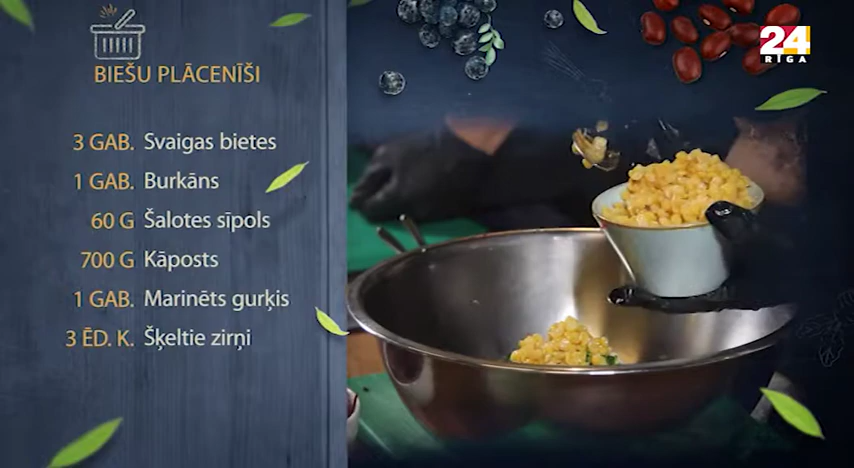 BIEŠU PLĀCENĪŠI
3 GAB. Svaigas bietes
1 GAB. Burkāns
60 G Šalotes sīpols
700 G Kāposts
1 GAB. Marinēts gurķis
3 ĒD. K. Šķeltie zirņi
24
RĪGA